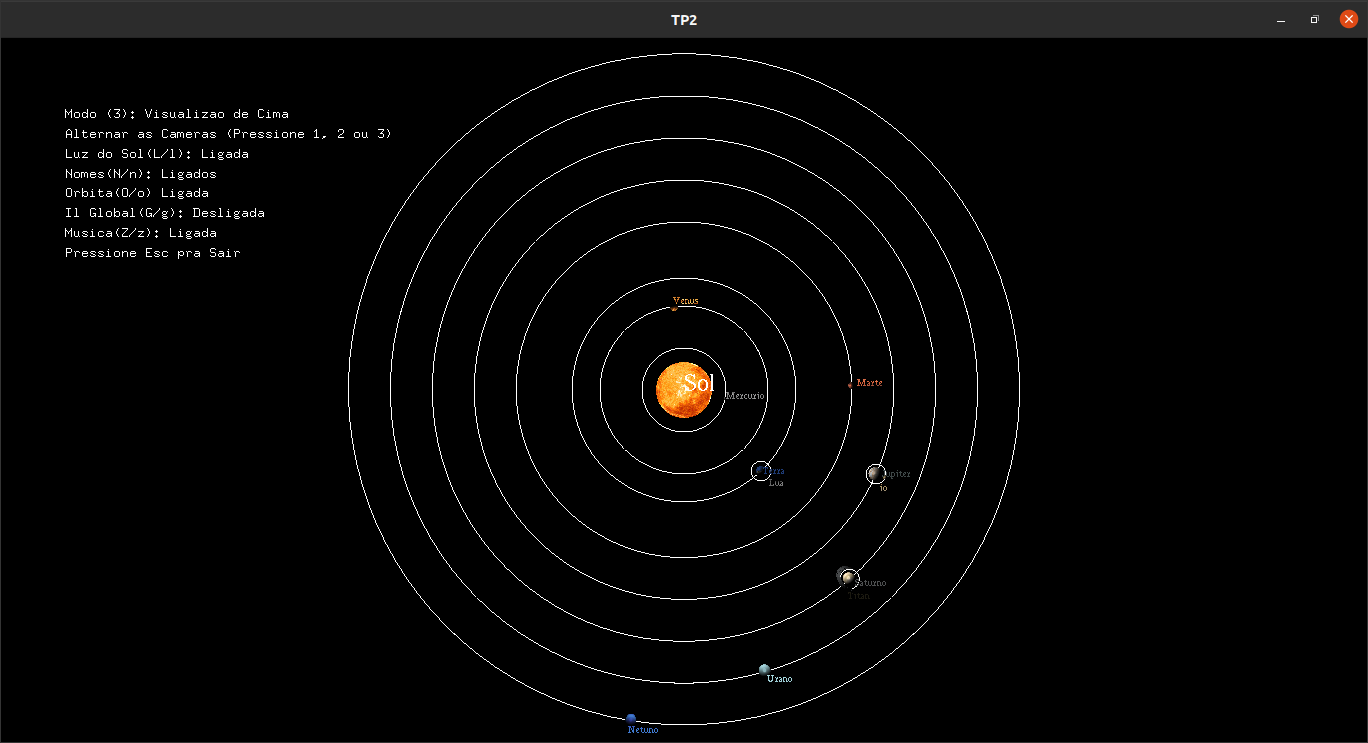 TP2
Modo (3): Visualizao de Cima
Alternar as Cameras (Pressione 1, 2 ou 3)
Luz do Sol(L/l): Ligada
Nomes(N/n): Ligados
Orbita(O/o) Ligada
Il Global(G/g): Desligada
Musica(Z/z): Ligada
Pressione Esc pra Sair
Venus
Sol
Marte
Mercurio
Terra
Lua
Jupiter
io
Saturno
Titan
Urano
Netuno